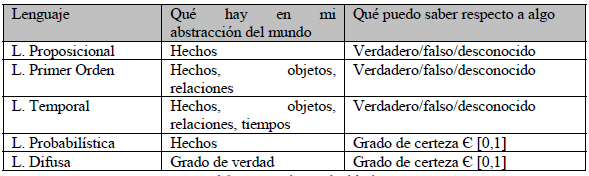 Lenguaje Qué hay en mi Qué puedo saber respecto a algo
abstracción del mundo
L. Proposicional Hechos Verdadero/falso/desconocido
L. Primer Orden Hechos, objetos, Verdadero/falso/desconocido
relaciones
L. Temporal Hechos, objetos, Verdadero/falso/desconocido
relaciones, tiempos
L. Probabilística Hechos Grado de certeza Є [0,1]
L. Difusa Grado de verdad Grado de certeza Є [0,1]